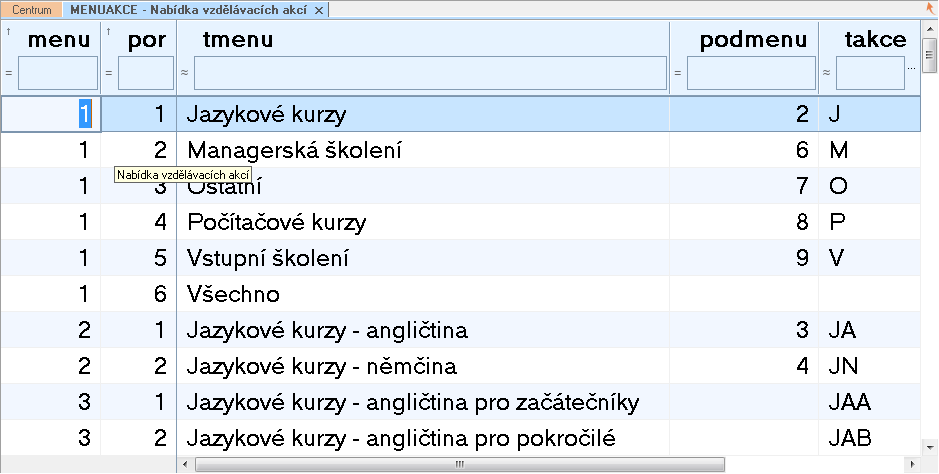 Centrum MENUAKCE - Nabídka vzdělávacích akcí ×
menu por tmenu podmenu takce
= = ≈ = ≈ ...
1 1 Jazykové kurzy 2 J
1 2 Managerská školení 6 M
Nabídka vzdělávacích akcí
1 3 Ostatní 7 O
1 4 Počítačové kurzy 8 P
1 5 Vstupní školení 9 V
1 6 Všechno
2 1 Jazykové kurzy - angličtina 3 JA
2 2 Jazykové kurzy - němčina 4 JN
3 1 Jazykové kurzy - angličtina pro začátečníky JAA
3 2 Jazykové kurzy - angličtina pro pokročilé JAB